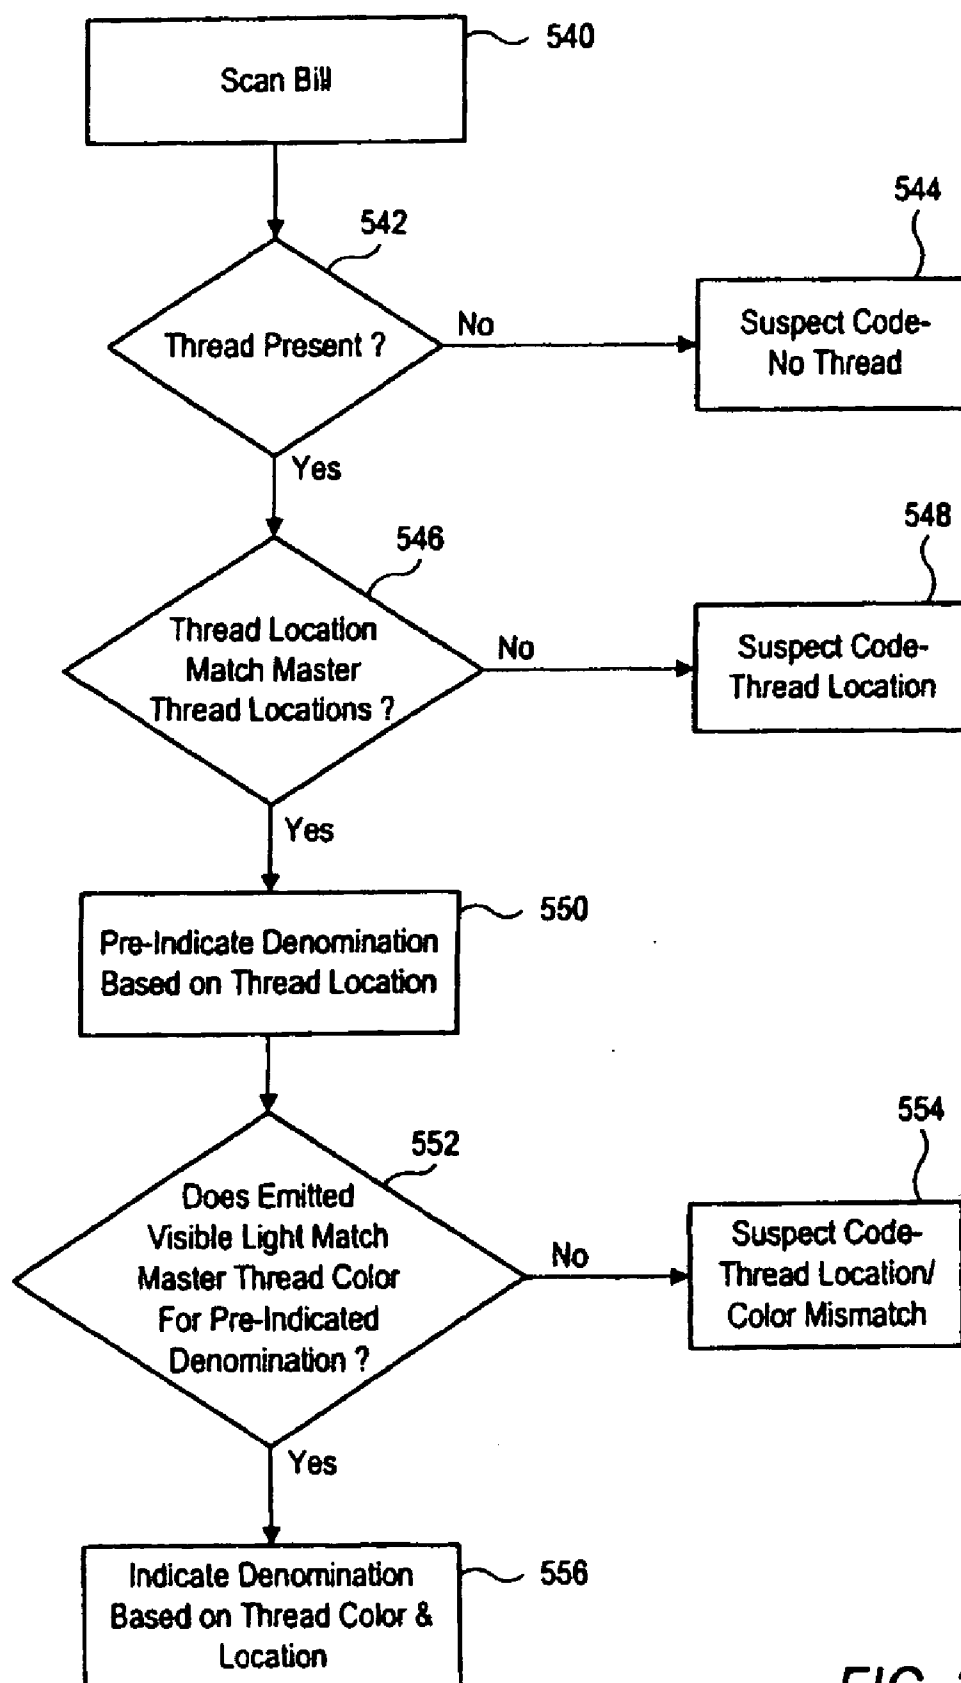 Scan Bill
540
542
Thread Present ?
No
544
Suspect Code-
No Thread
Yes
546
Thread Location
Match Master
Thread Locations ?
No
548
Suspect Code-
Thread Location
Yes
550
Pre-Indicate Denomination
Based on Thread Location
552
Does Emitted
Visible Light Match
Master Thread Color
For Pre-Indicated
Denomination ?
No
554
Suspect Code-
Thread Location/
Color Mismatch
Yes
Indicate Denomination
Based on Thread Color &
Location
556
FIG.